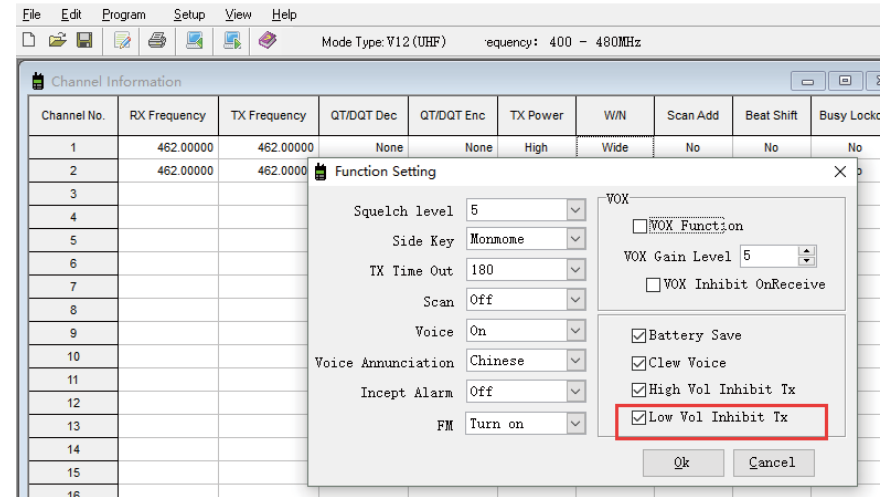 File Edit Program Setup View Help
Mode Type: V12(UHF) equency: 400 - 480MHz
Channel Information
Channel No. RX Frequency TX Frequency QT/DQT Dec QT/DQT Enc TX Power W/N Scan Add Beat Shift Busy Locko
1 462.00000 462.00000 None None High Wide No No No
2 462.00000 462.0000
3
4
5
6
7
8
9
10
11
12
13
14
15
16
Function Setting
Squelch level 5
Side Key Monmome
TX Time Out 180
Scan Off
Voice On
Voice Annunciation Chinese
Incept Alarm Off
FM Turn on
VOX
VOX Function
VOX Gain Level 5
VOX Inhibit OnReceive
Battery Save
Clew Voice
High Vol Inhibit Tx
Low Vol Inhibit Tx
Ok Cancel